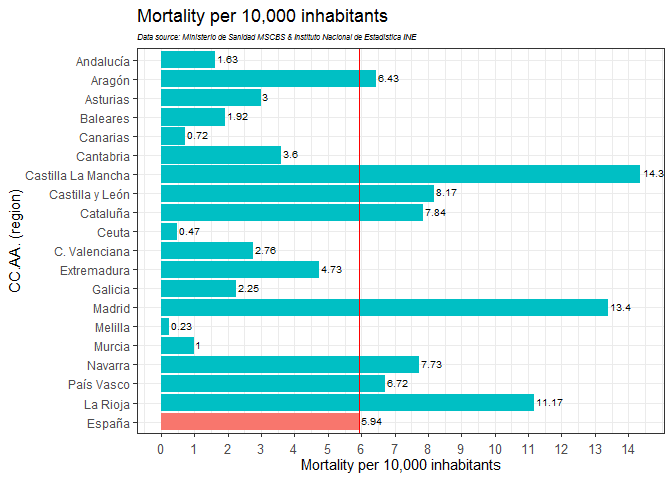 Mortality per 10,000 inhabitants
Data source: Ministerio de Sanidad MSCBS & Instituto Nacional de Estadística INE
CC.AA. (region)
Andalucía 1.63
Aragón 6.43
Asturias 3
Baleares 1.92
Canarias 0.72
Cantabria 3.6
Castilla La Mancha 14.3
Castilla y León 8.17
Cataluña 7.84
Ceuta 0.47
C. Valenciana 2.76
Extremadura 4.73
Galicia 2.25
Madrid 13.4
Melilla 0.23
Murcia 1
Navarra 7.73
País Vasco 6.72
La Rioja 11.17
España 5.94
0 1 2 3 4 5 6 7 8 9 10 11 12 13 14
Mortality per 10,000 inhabitants